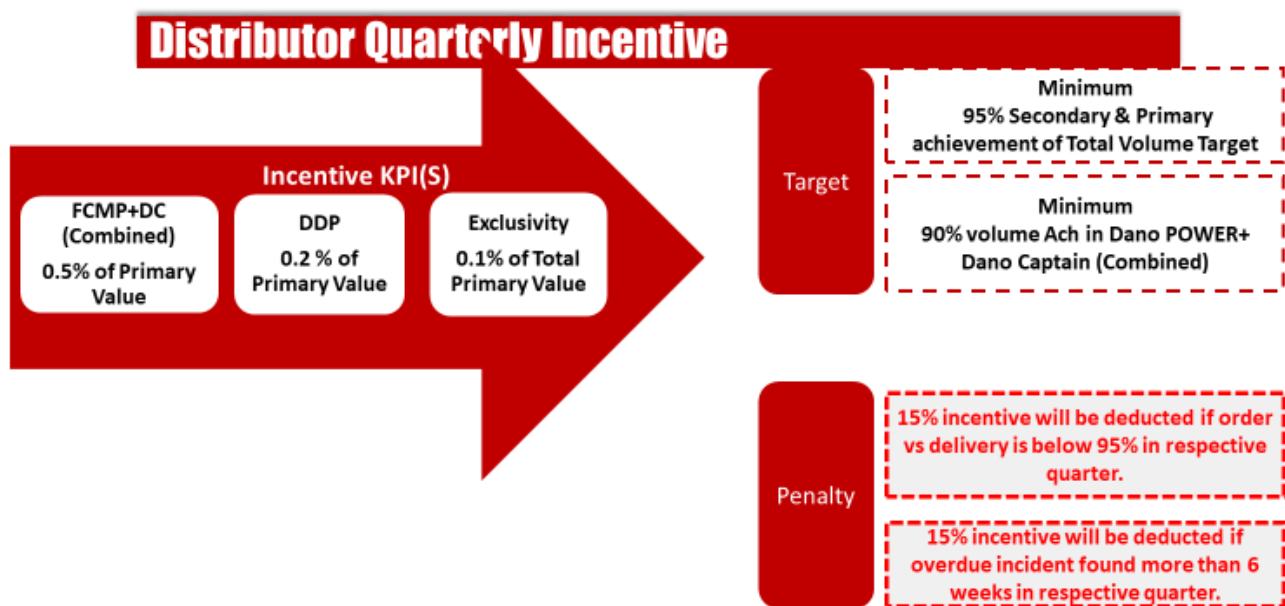 Distributor Quarterly Incentive
Incentive KPI(S)
FCMP+DC
(Combined)
0.5% of Primary
Value
DDP
0.2 % of
Primary Value
Exclusivity
0.1% of Total
Primary Value
Target
Minimum
95% Secondary & Primary
achievement of Total Volume Target
Minimum
90% volume Ach in Dano POWER+
Dano Captain (Combined)
Penalty
15% incentive will be deducted if order
vs delivery is below 95% in respective
quarter.
15% incentive will be deducted if
overdue incident found more than 6
weeks in respective quarter.